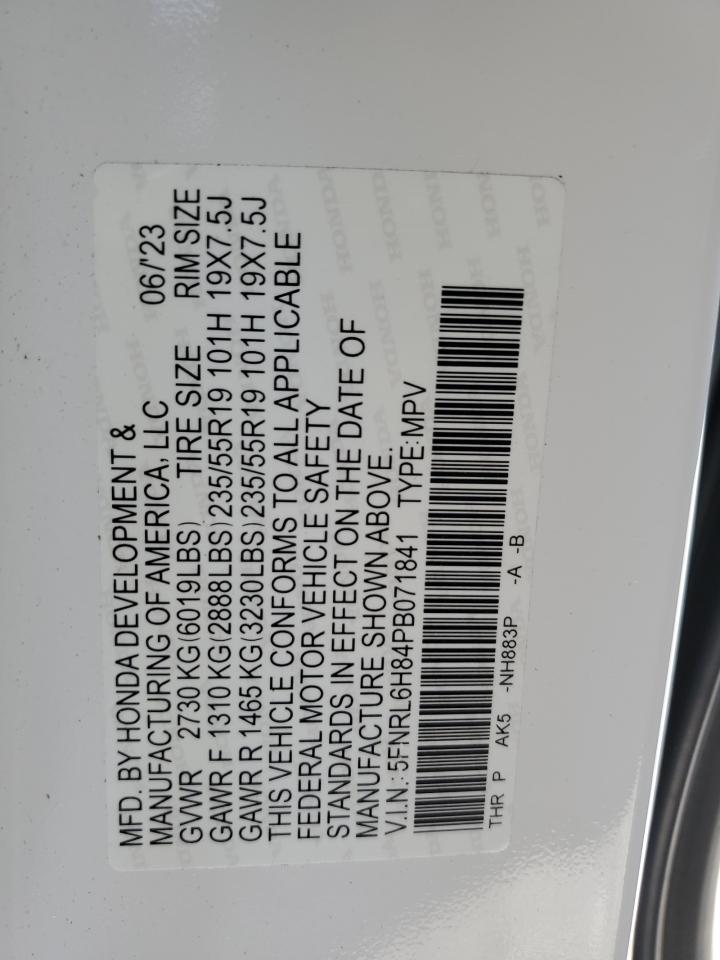 MFD. BY HONDA DEVELOPMENT &
MANUFACTURING OF AMERICA, LLC 06/'23
GVWR 2730 KG(6019LBS) TIRE SIZE RIM SIZE
GAWR F 1310 KG(2888LBS) 235/55R19 101H 19X7.5J
GAWR R 1465 KG(3230LBS) 235/55R19 101H 19X7.5J
THIS VEHICLE CONFORMS TO ALL APPLICABLE
FEDERAL MOTOR VEHICLE SAFETY
STANDARDS IN EFFECT ON THE DATE OF
MANUFACTURE SHOWN ABOVE.
V.I.N.: 5FNRL6H84PB071841 TYPE: MPV
THR P AK5 -NH883P -A -B